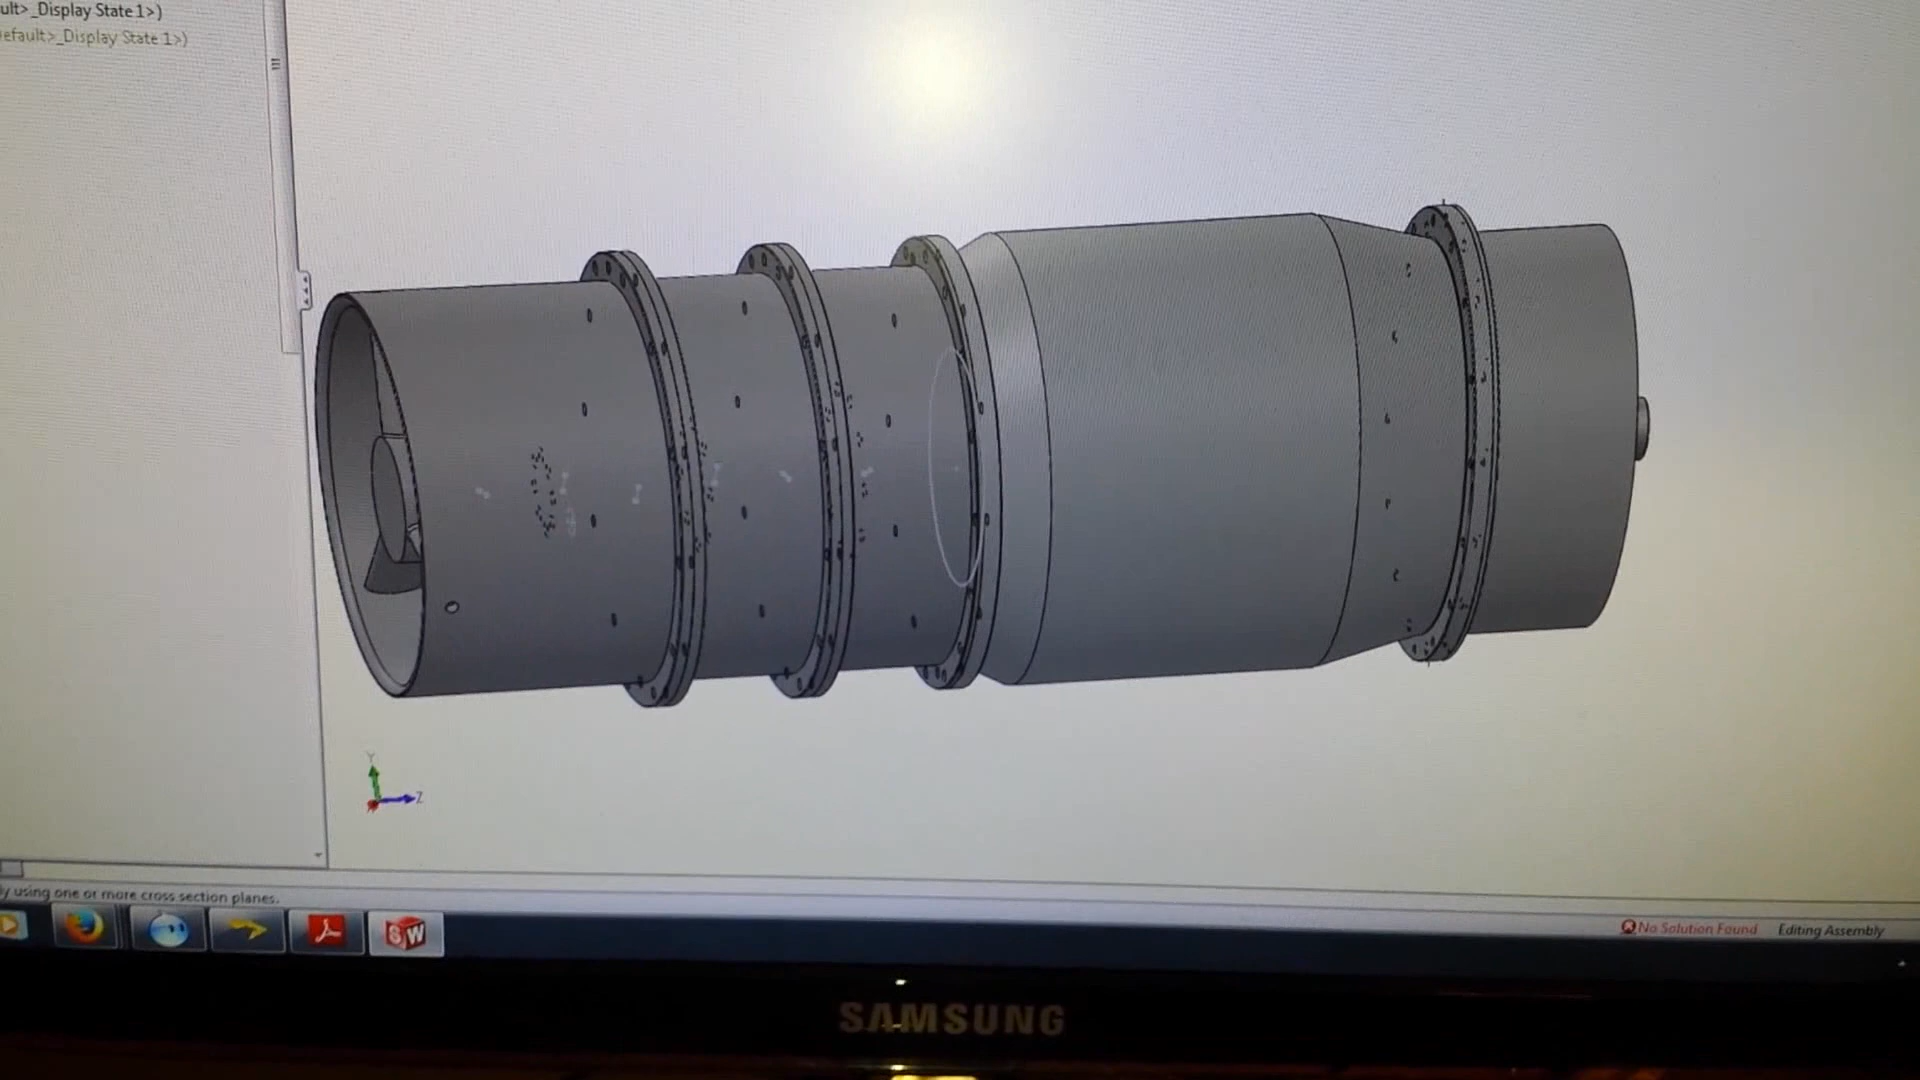 ult>_Display State 1>)
efault>_Display State 1>)
Y
Z
y using one or more cross section planes.
No Solution Found
Editing Assembly
SW
SAMSUNG